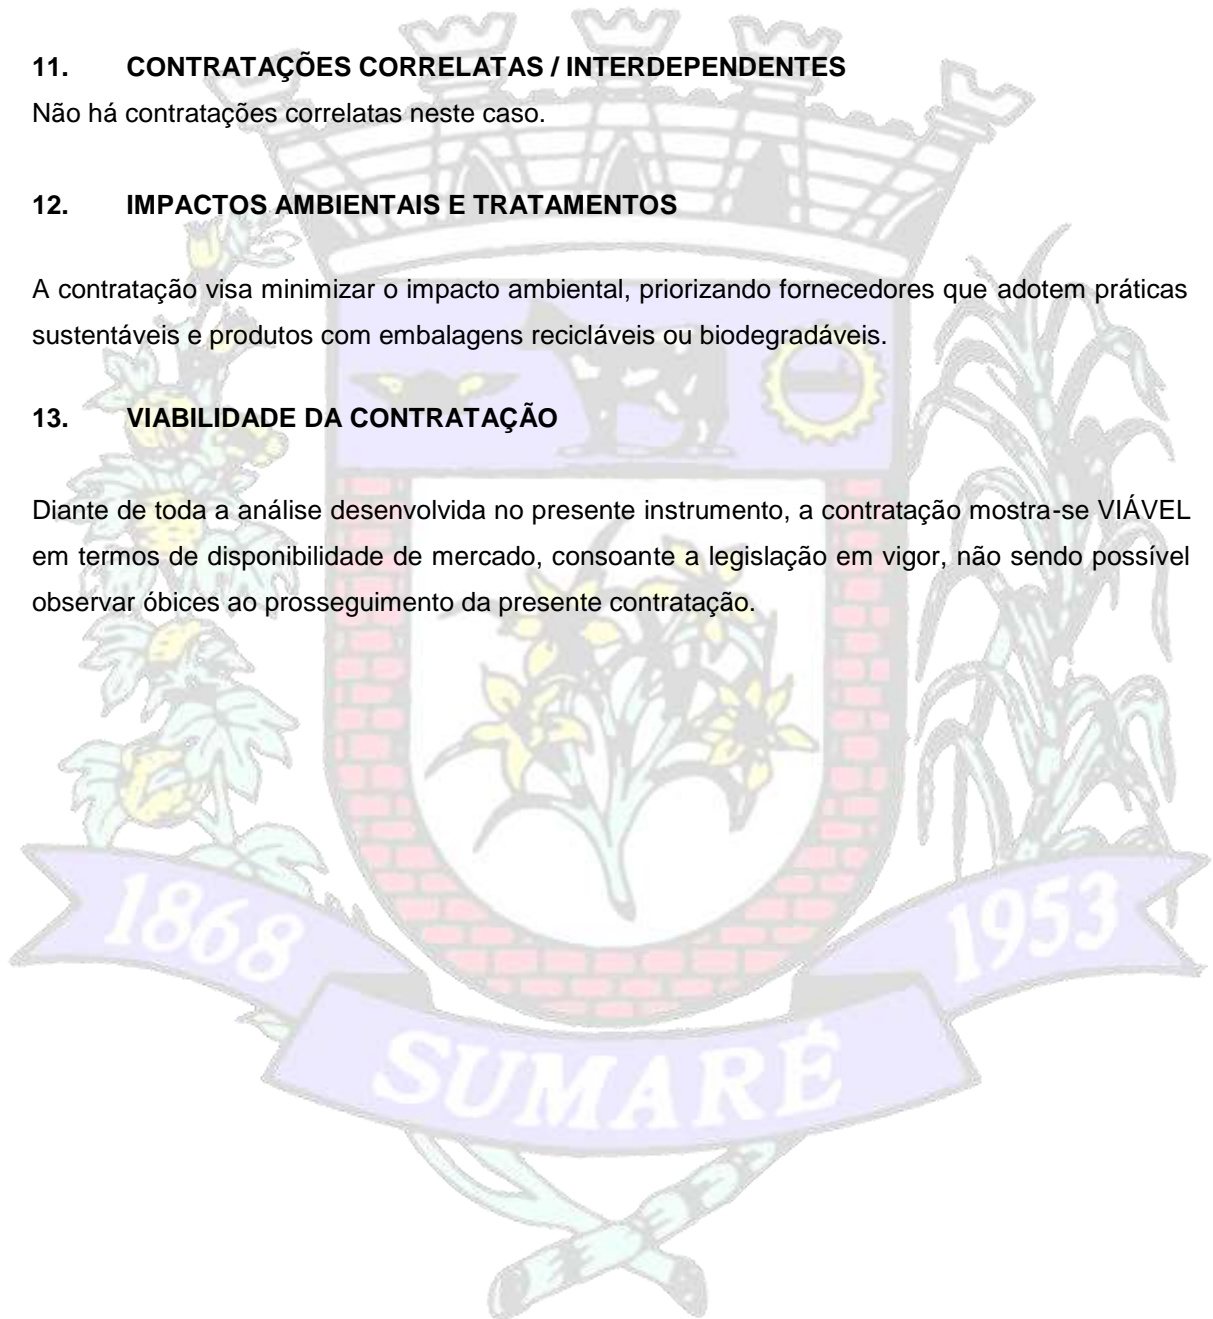 11. CONTRATAÇÕES CORRELATAS / INTERDEPENDENTES
Não há contratações correlatas neste caso.
12. IMPACTOS AMBIENTAIS E TRATAMENTOS
A contratação visa minimizar o impacto ambiental, priorizando fornecedores que adotem práticas
sustentáveis e produtos com embalagens recicláveis ou biodegradáveis.
13. VIABILIDADE DA CONTRATAÇÃO
Diante de toda a análise desenvolvida no presente instrumento, a contratação mostra-se VIÁVEL
em termos de disponibilidade de mercado, consoante a legislação em vigor, não sendo possível
observar óbices ao prosseguimento da presente contratação.
1868
1953
SUMARÉ